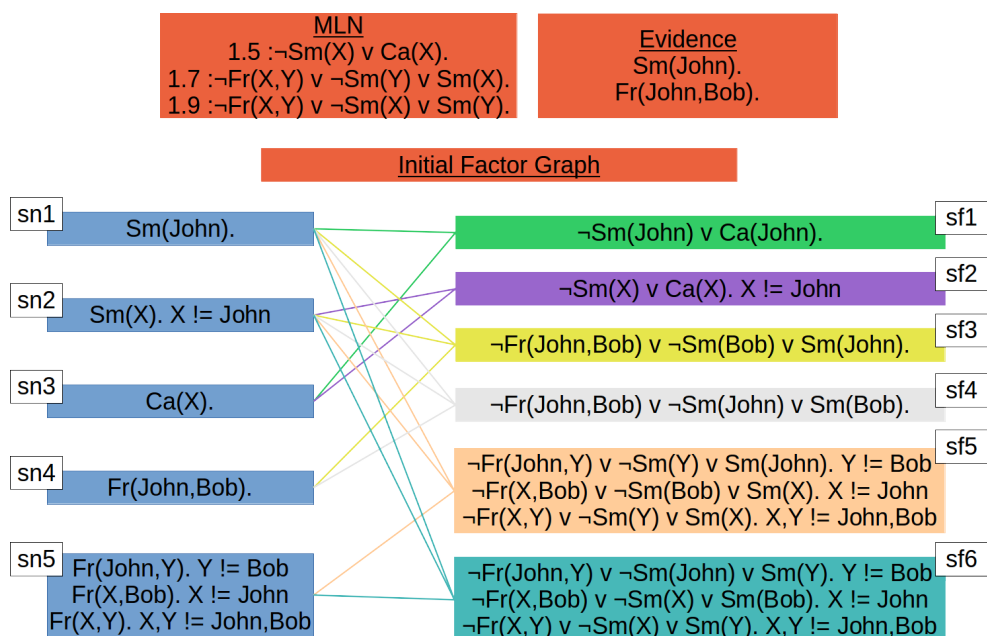 MLN
1.5 :¬Sm(X) v Ca(X).
1.7 :¬Fr(X,Y) v ¬Sm(Y) v Sm(X).
1.9 :¬Fr(X,Y) v ¬Sm(X) v Sm(Y).
Evidence
Sm(John).
Fr(John,Bob).
Initial Factor Graph
sn1
Sm(John).
sn2
Sm(X). X != John
sn3
Ca(X).
sn4
Fr(John,Bob).
sn5
Fr(John,Y). Y != Bob
Fr(X,Bob). X != John
Fr(X,Y). X,Y != John,Bob
sf1
¬Sm(John) v Ca(John).
sf2
¬Sm(X) v Ca(X). X != John
sf3
¬Fr(John,Bob) v ¬Sm(Bob) v Sm(John).
sf4
¬Fr(John,Bob) v ¬Sm(John) v Sm(Bob).
sf5
¬Fr(John,Y) v ¬Sm(Y) v Sm(John). Y != Bob
¬Fr(X,Bob) v ¬Sm(Bob) v Sm(X). X != John
¬Fr(X,Y) v ¬Sm(Y) v Sm(X). X,Y != John,Bob
sf6
¬Fr(John,Y) v ¬Sm(John) v Sm(Y). Y != Bob
¬Fr(X,Bob) v ¬Sm(X) v Sm(Bob). X != John
¬Fr(X,Y) v ¬Sm(X) v Sm(Y). X,Y != John,Bob